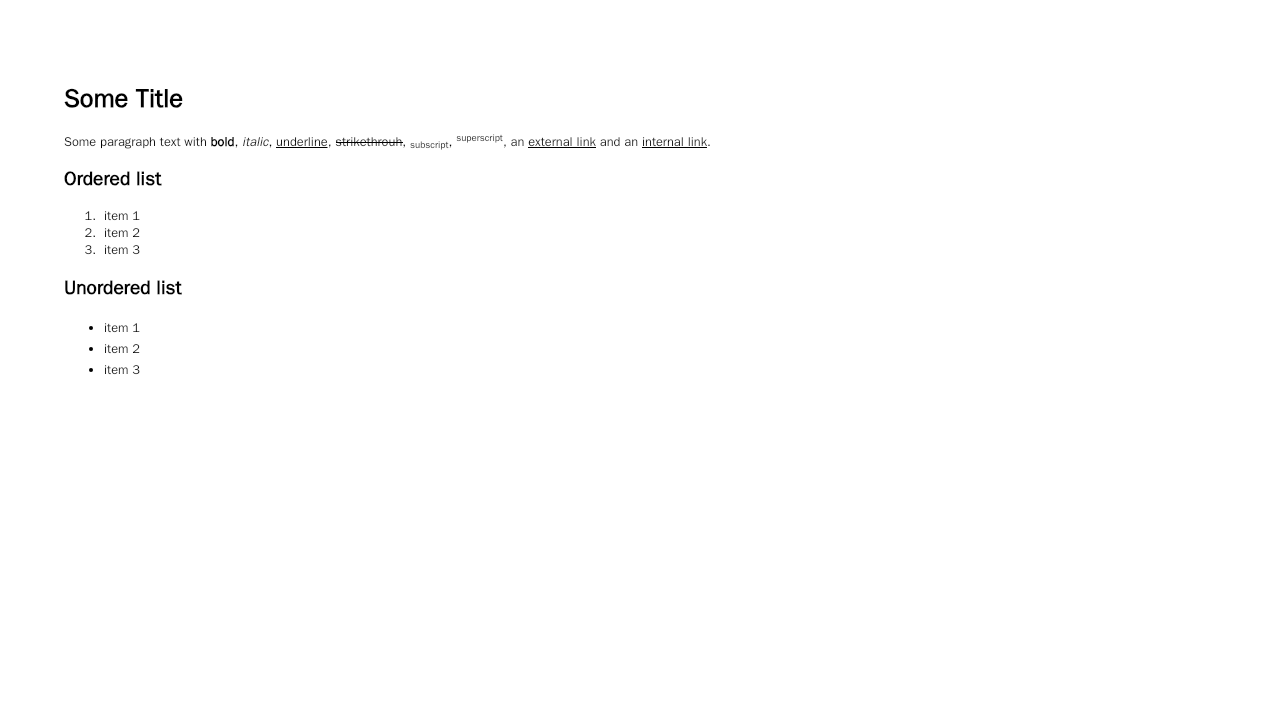 Some Title
Some paragraph text with bold, italic, underline, strikethrouh, subscript, superscript, an external link and an internal link.
Ordered list
1. item 1
2. item 2
3. item 3
Unordered list
• item 1
• item 2
• item 3